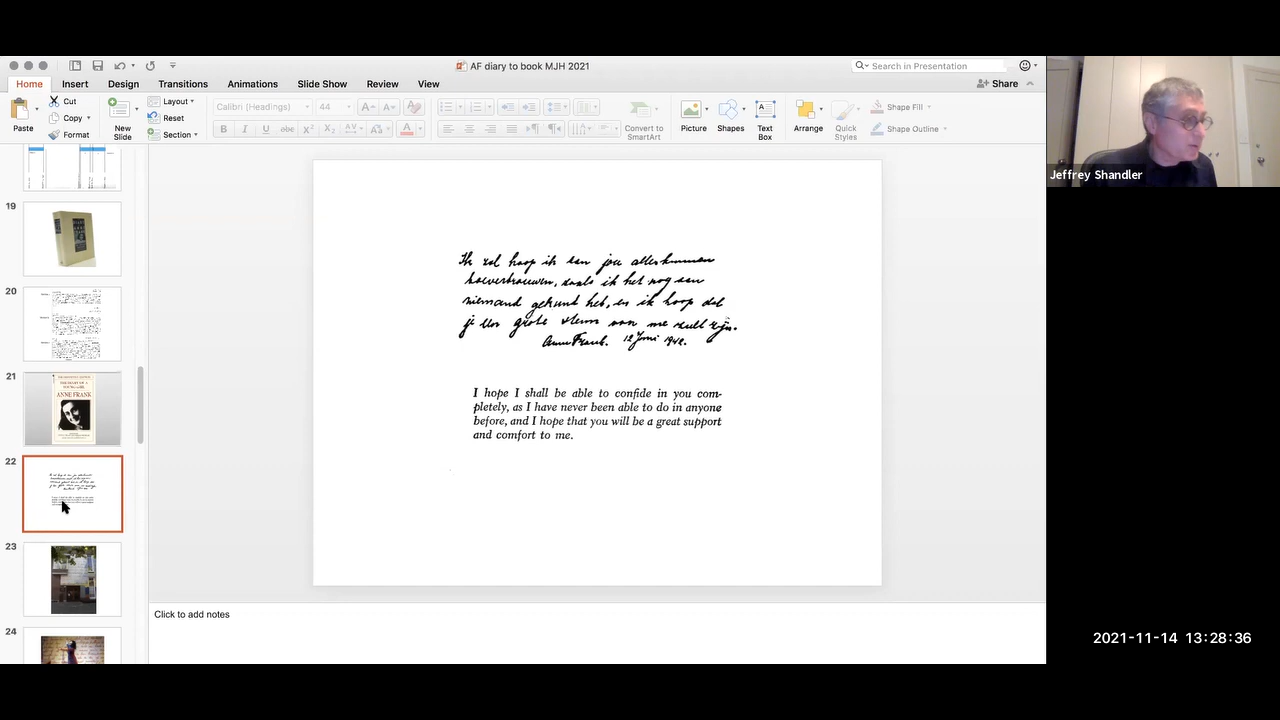 AF diary to book MJH 2021
Search in Presentation
Home Insert Design Transitions Animations Slide Show Review View
Share
Paste
Cut
Copy
Format
New Slide
Layout
Reset
Section
Calibri (Headings) 44
Convert to SmartArt
Picture
Shapes
Text Box
Arrange
Quick Styles
Shape Fill
Shape Outline
Jeffrey Shandler
19
20
21
ANNE FRANK
22
23
24
Ik zal hoop ik aan jou alles kunnen
toevertrouwen, zoals ik het nog aan
niemand gekund heb, en ik hoop dat
je een grote steun van me zult zijn.
Anne Frank. 12 Juni 1942.
I hope I shall be able to confide in you com-
pletely, as I have never been able to do in anyone
before, and I hope that you will be a great support
and comfort to me.
Click to add notes
2021-11-14 13:28:36